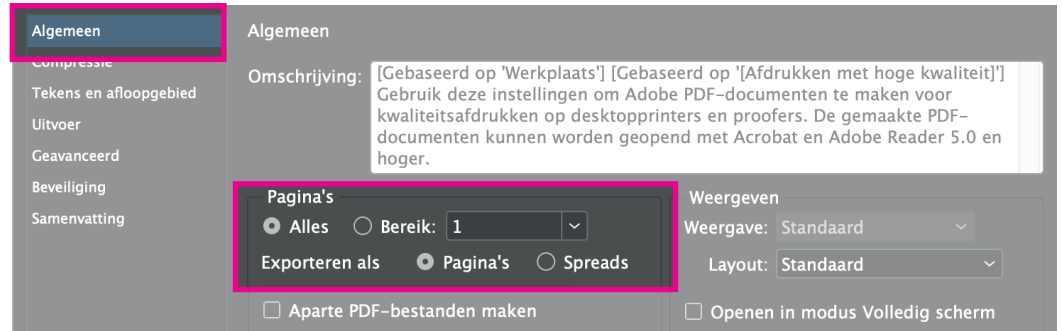 Algemeen
Compressie
Tekens en afloopgebied
Uitvoer
Geavanceerd
Beveiliging
Samenvatting
Algemeen
Omschrijving:
[Gebaseerd op 'Werkplaats'] [Gebaseerd op '[Afdrukken met hoge kwaliteit]']
Gebruik deze instellingen om Adobe PDF-documenten te maken voor
kwaliteitsafdrukken op desktopprinters en proofers. De gemaakte PDF-
documenten kunnen worden geopend met Acrobat en Adobe Reader 5.0 en
hoger.
Pagina's
Alles Bereik: 1
Exporteren als Pagina's Spreads
Aparte PDF-bestanden maken
Weergeven
Weergave: Standaard
Layout: Standaard
Openen in modus Volledig scherm